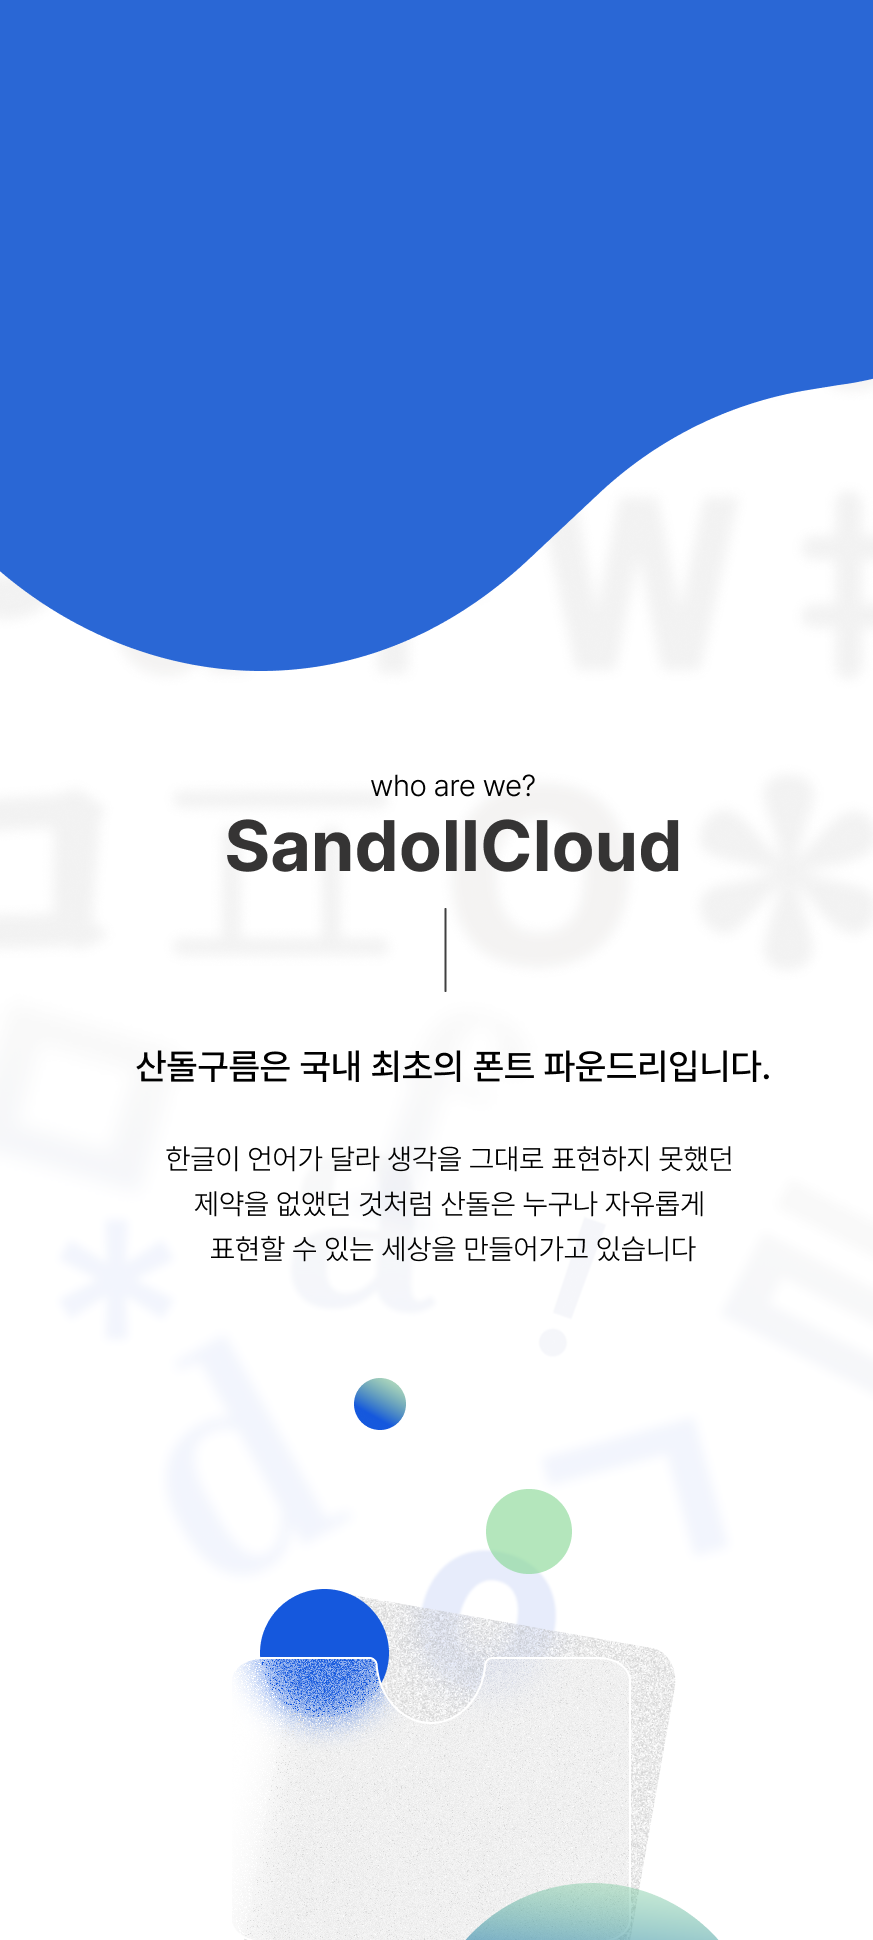 W ‡
ㅁ ㅍ O *
who are we?
SandollCloud
산돌구름은 국내 최초의 폰트 파운드리입니다.
한글이 언어가 달라 생각을 그대로 표현하지 못했던
제약을 없앴던 것처럼 산돌은 누구나 자유롭게
표현할 수 있는 세상을 만들어가고 있습니다
* d !
d ㄱ
o